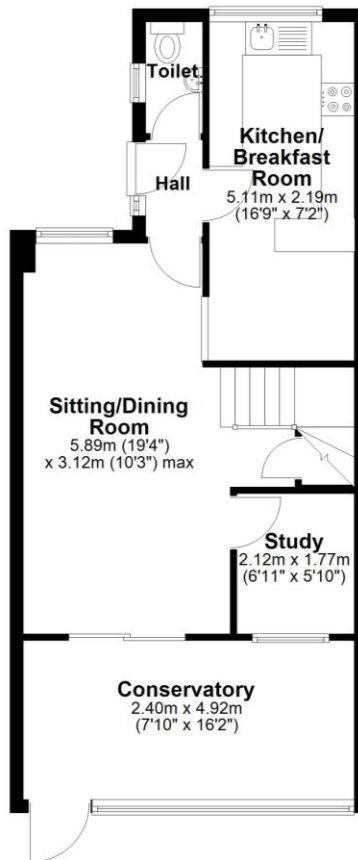 Toilet
Kitchen/
Breakfast
Room
5.11m x 2.19m
(16'9" x 7'2")
Hall
Sitting/Dining
Room
5.89m (19'4")
x 3.12m (10'3") max
Study
2.12m x 1.77m
(6'11" x 5'10")
Conservatory
2.40m x 4.92m
(7'10" x 16'2")